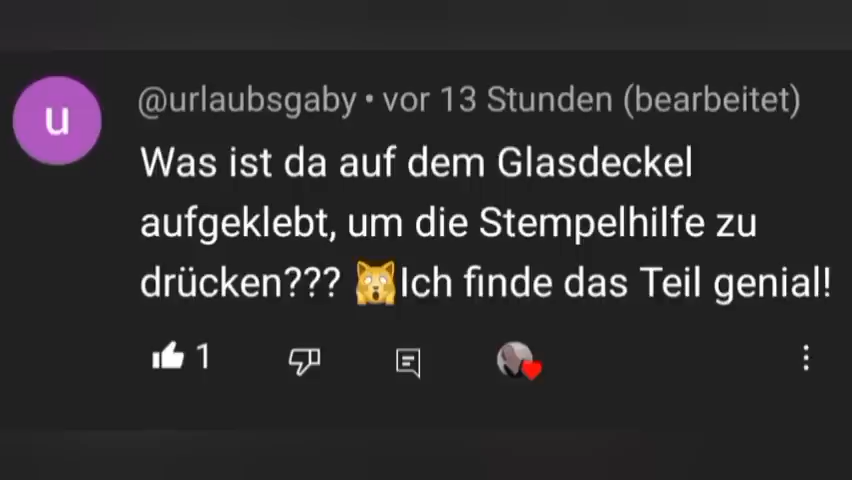 u
@urlaubsgaby • vor 13 Stunden (bearbeitet)
Was ist da auf dem Glasdeckel
aufgeklebt, um die Stempelhilfe zu
drücken??? 🙀Ich finde das Teil genial!
1